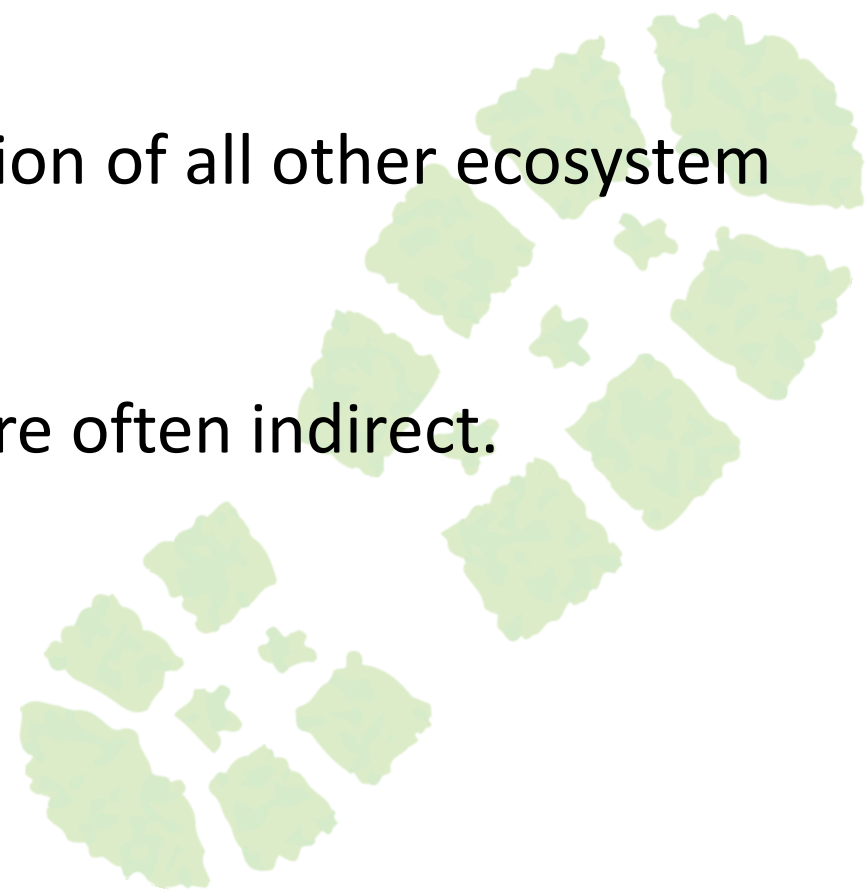 ion of all other ecosystem
re often indirect.